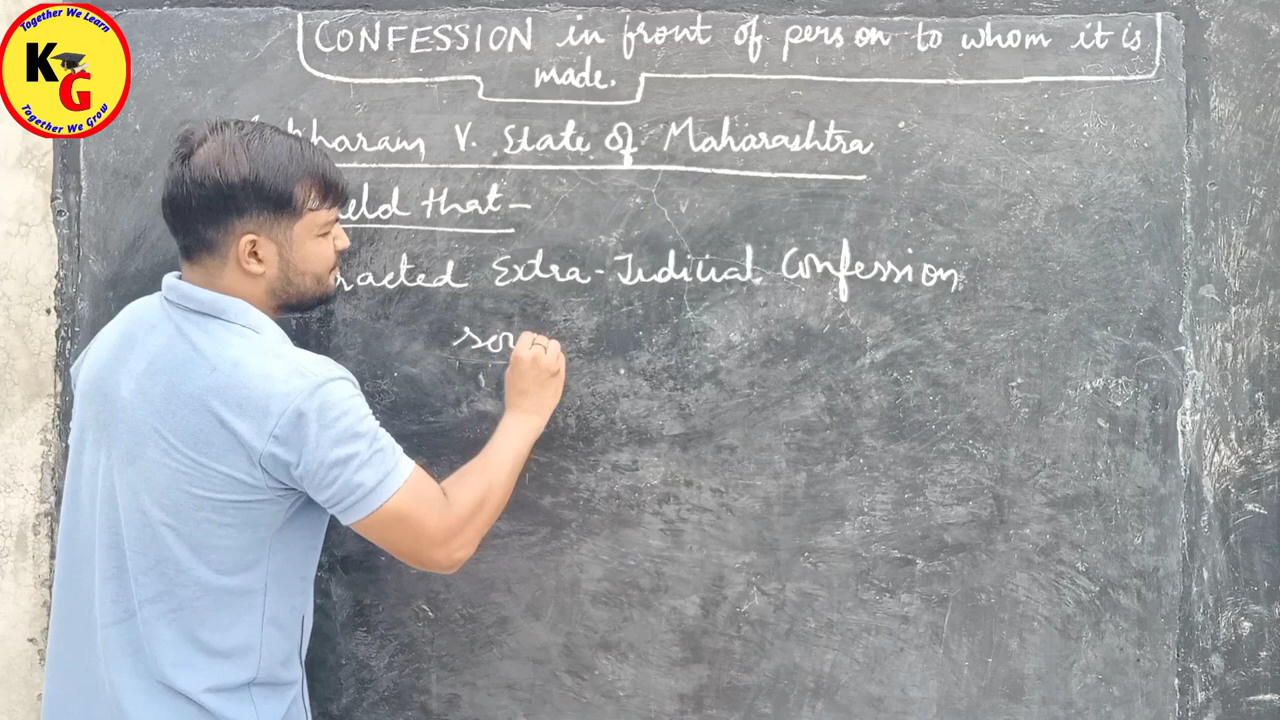 Together We Learn
KG
Together We Grow
CONFESSION in front of person to whom it is
made.
V. State of Maharashtra
that-
Extra-Judicial Confession